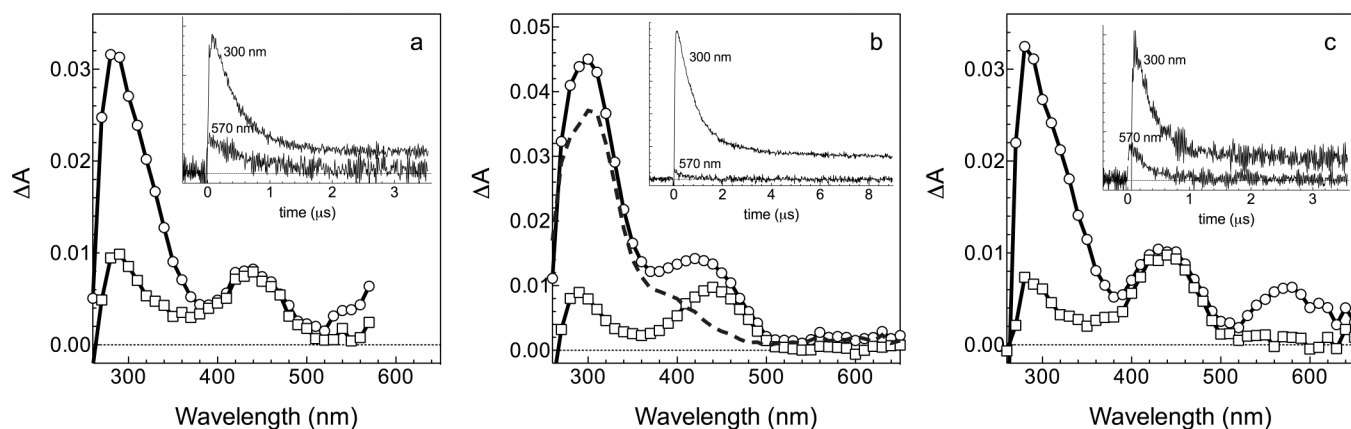 a
0.03
0.02
0.01
0.00
ΔA
300 400 500 600
Wavelength (nm)
300 nm
570 nm
0 1 2 3
time (μs)
b
0.05
0.04
0.03
0.02
0.01
0.00
ΔA
300 400 500 600
Wavelength (nm)
300 nm
570 nm
0 2 4 6 8
time (μs)
c
0.03
0.02
0.01
0.00
ΔA
300 400 500 600
Wavelength (nm)
300 nm
570 nm
0 1 2 3
time (μs)